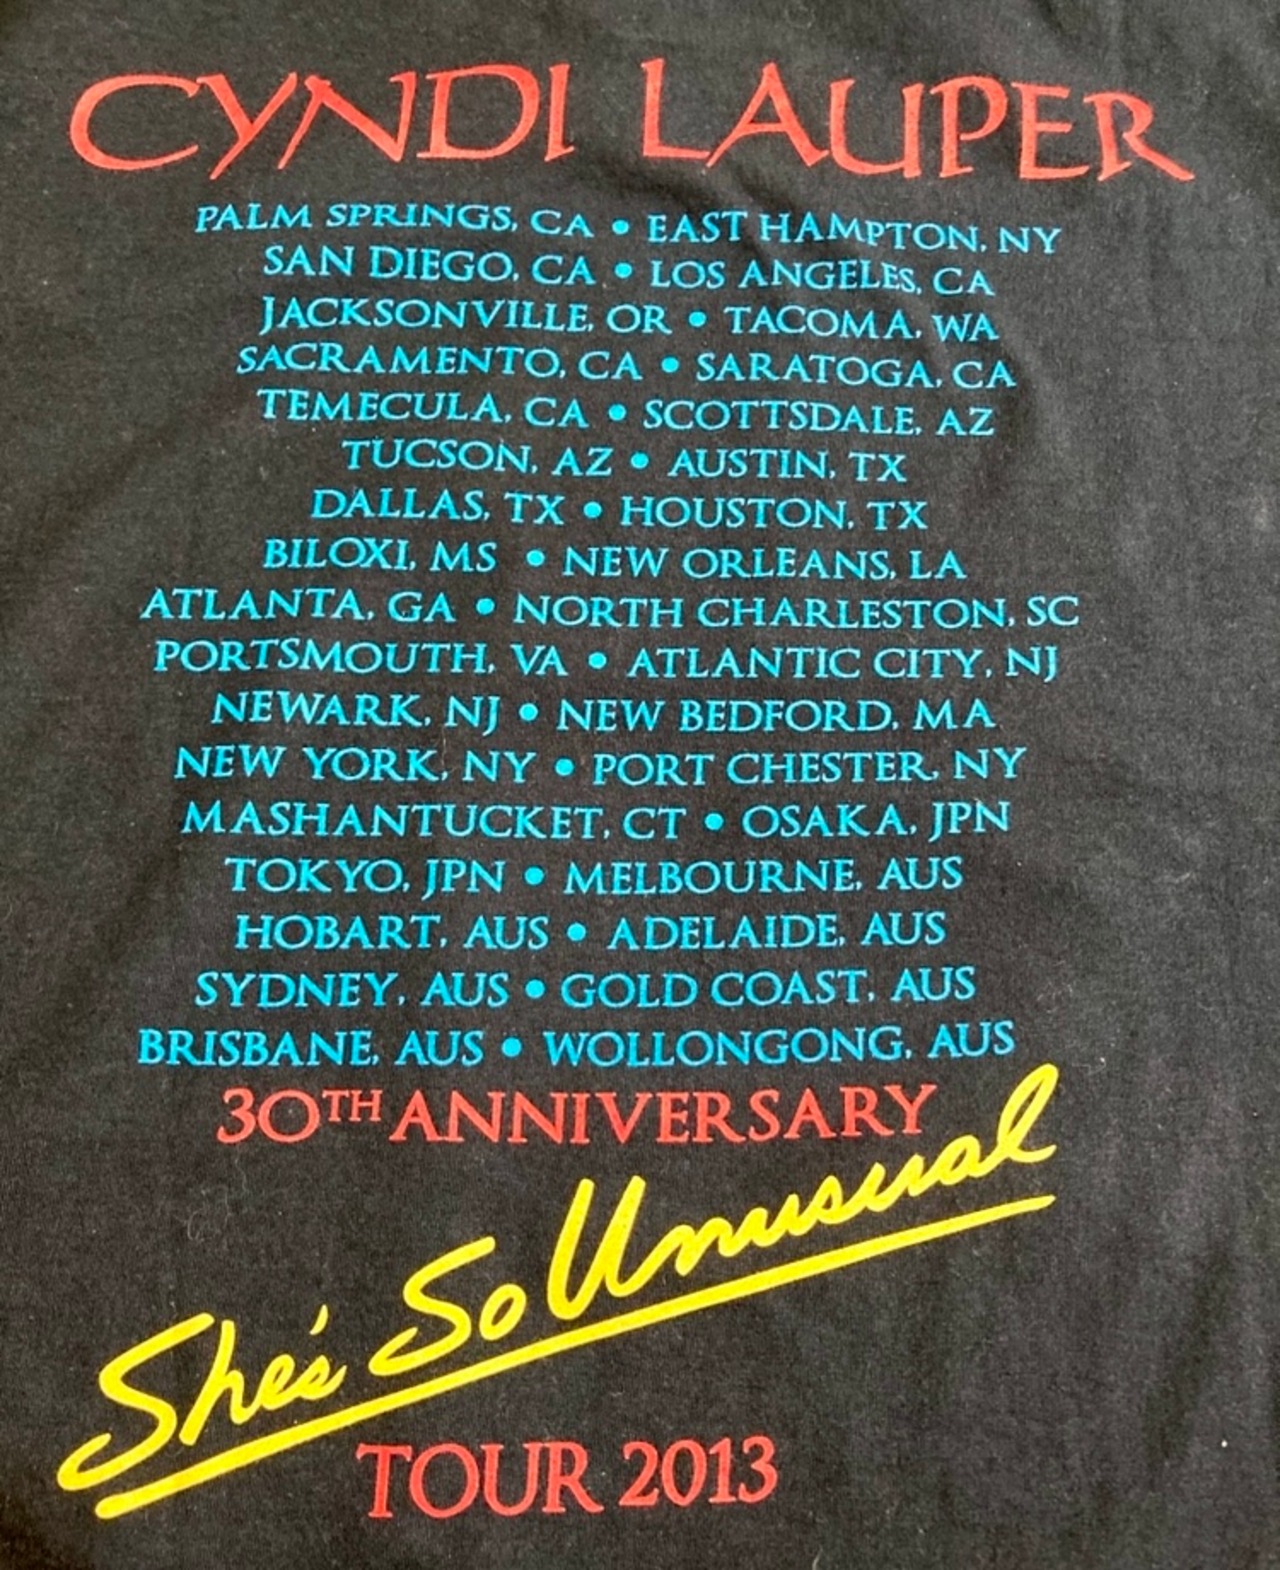 CYNDI LAUPER
PALM SPRINGS, CA • EAST HAMPTON, NY
SAN DIEGO, CA • LOS ANGELES, CA
JACKSONVILLE, OR • TACOMA, WA
SACRAMENTO, CA • SARATOGA, CA
TEMECULA, CA • SCOTTSDALE, AZ
TUCSON, AZ • AUSTIN, TX
DALLAS, TX • HOUSTON, TX
BILOXI, MS • NEW ORLEANS, LA
ATLANTA, GA • NORTH CHARLESTON, SC
PORTSMOUTH, VA • ATLANTIC CITY, NJ
NEWARK, NJ • NEW BEDFORD, MA
NEW YORK, NY • PORT CHESTER, NY
MASHANTUCKET, CT • OSAKA, JPN
TOKYO, JPN • MELBOURNE, AUS
HOBART, AUS • ADELAIDE, AUS
SYDNEY, AUS • GOLD COAST, AUS
BRISBANE, AUS • WOLLONGONG, AUS
30TH ANNIVERSARY
She's So Unusual
TOUR 2013